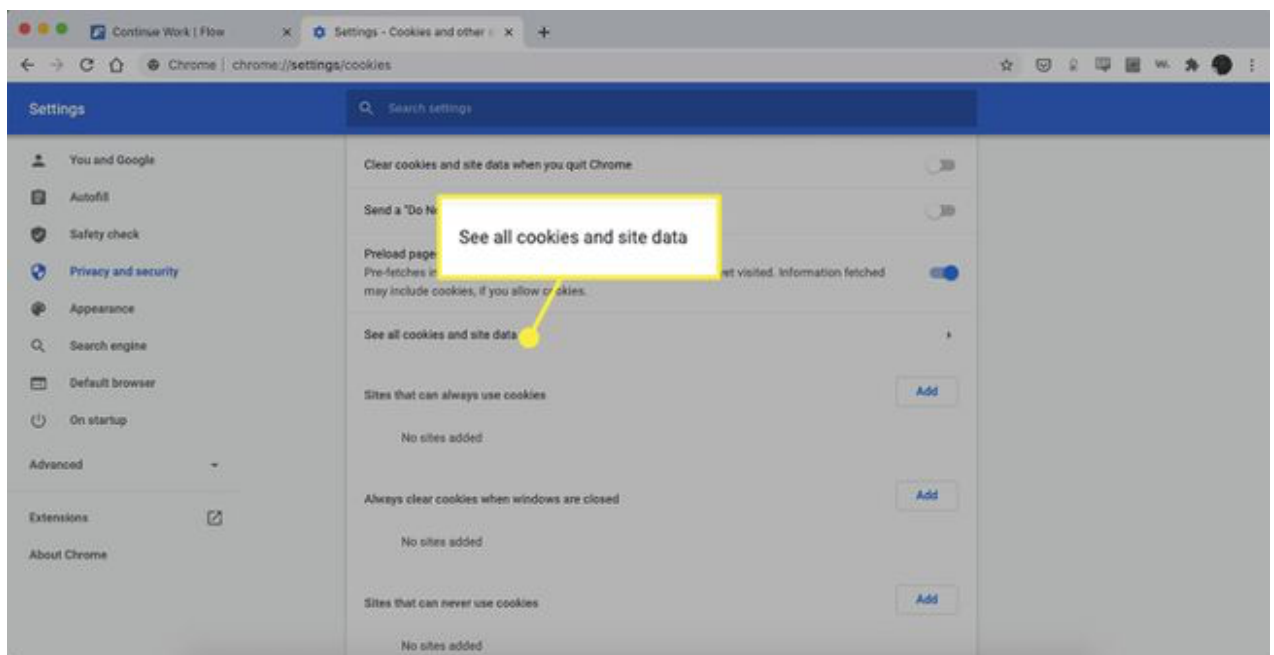 Continue Work | Flow
Settings - Cookies and other
Chrome | chrome://settings/cookies
Settings
Search settings
You and Google
Autofill
Safety check
Privacy and security
Appearance
Search engine
Default browser
On startup
Advanced
Extensions
About Chrome
Clear cookies and site data when you quit Chrome
Send a "Do N
See all cookies and site data
Preload page
Pre-fetches i
et visited. Information fetched
may include cookies, if you allow cookies.
See all cookies and site data
Sites that can always use cookies
Add
No sites added
Always clear cookies when windows are closed
Add
No sites added
Sites that can never use cookies
Add
No sites added